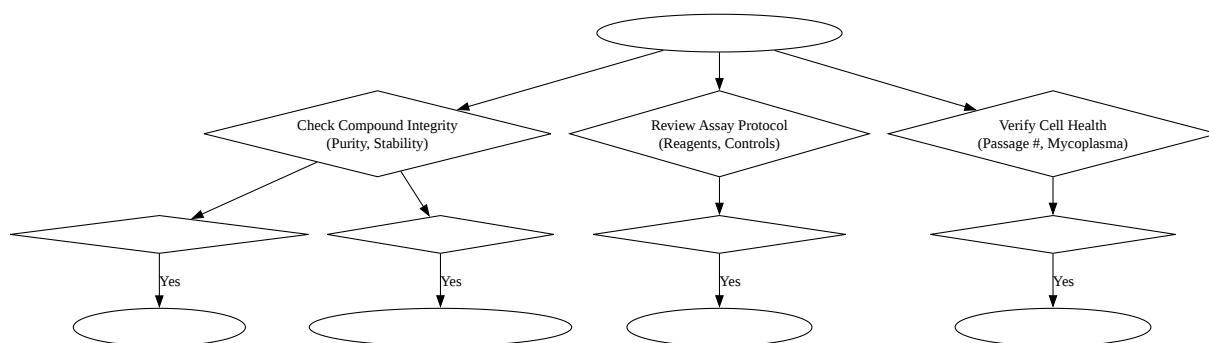 Check Compound Integrity
(Purity, Stability)
Review Assay Protocol
(Reagents, Controls)
Verify Cell Health
(Passage #, Mycoplasma)
Yes
Yes
Yes
Yes